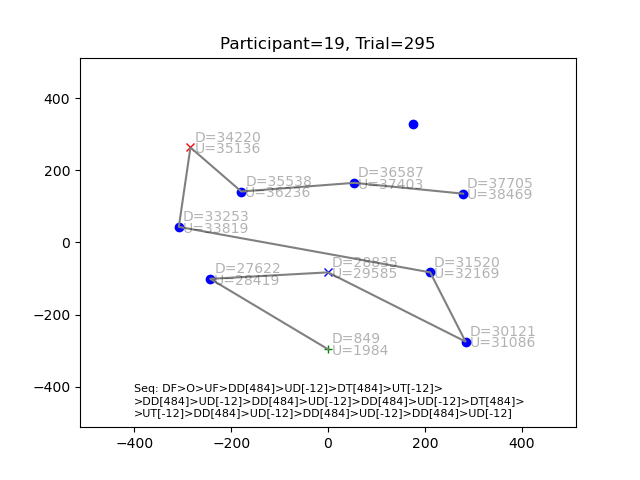 Participant=19, Trial=295
400
200
0
−200
−400
−400
−200
0
200
400
D=34220
U=35136
D=35538
U=36236
D=36587
U=37403
D=37705
U=38469
D=33253
U=33819
D=27622
U=28419
D=28835
U=29585
D=31520
U=32169
D=849
U=1984
D=30121
U=31086
Seq: DF>O>UF>DD[484]>UD[-12]>DT[484]>UT[-12]>
>DD[484]>UD[-12]>DD[484]>UD[-12]>DD[484]>UD[-12]>DT[484]>
>UT[-12]>DD[484]>UD[-12]>DD[484]>UD[-12]>DD[484]>UD[-12]